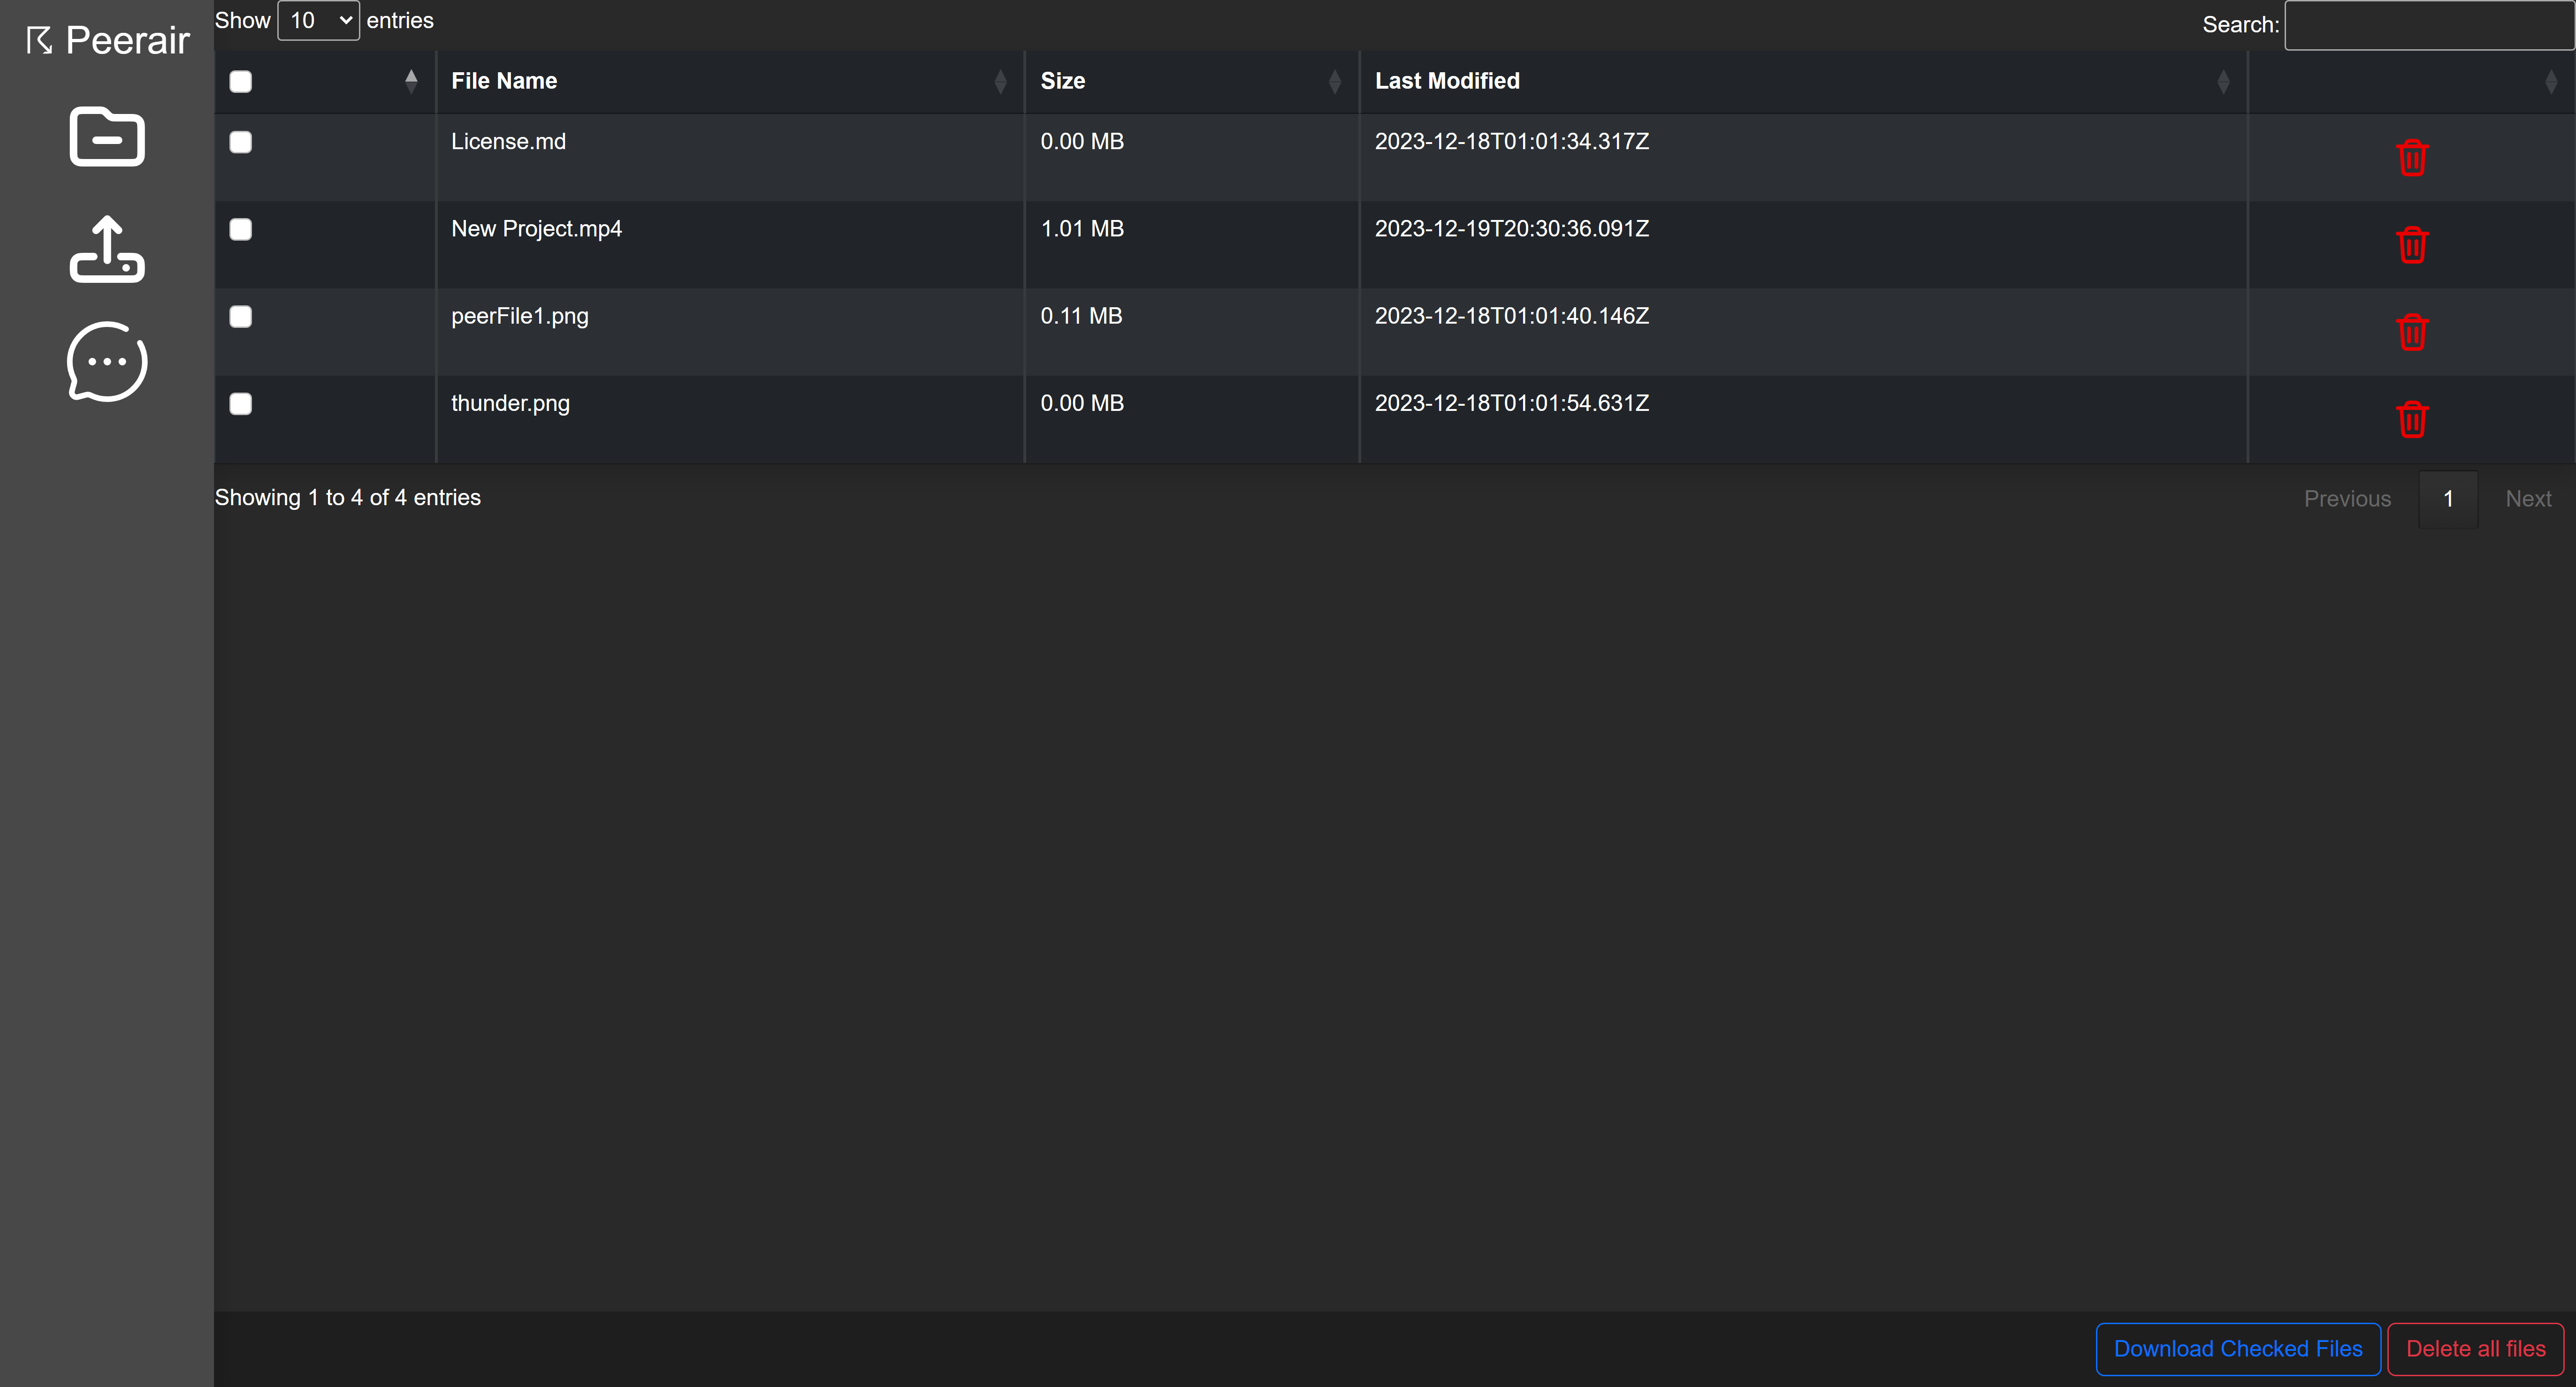 Peerair
Show 10 entries
Search:
File Name Size Last Modified
License.md 0.00 MB 2023-12-18T01:01:34.317Z
New Project.mp4 1.01 MB 2023-12-19T20:30:36.091Z
peerFile1.png 0.11 MB 2023-12-18T01:01:40.146Z
thunder.png 0.00 MB 2023-12-18T01:01:54.631Z
Showing 1 to 4 of 4 entries
Previous 1 Next
Download Checked Files Delete all files